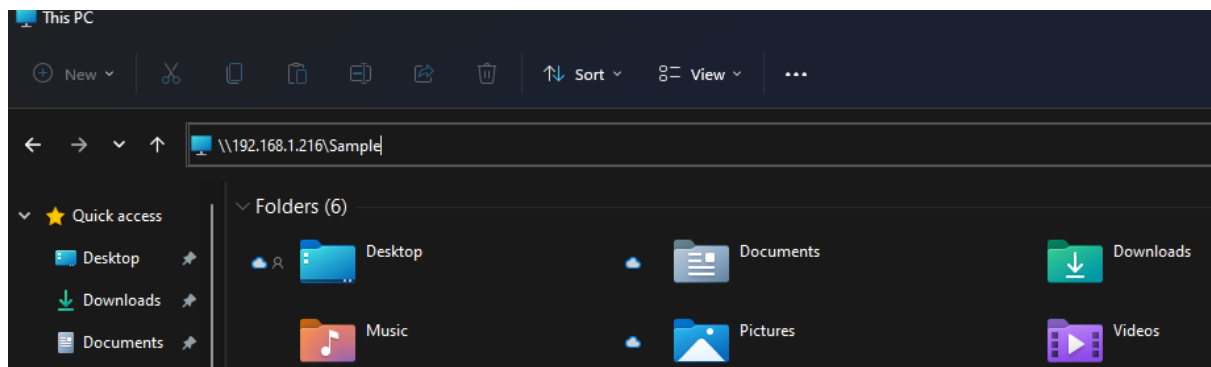 This PC
New
Sort
View
\\192.168.1.216\Sample
Quick access
Folders (6)
Desktop
Desktop
Documents
Downloads
Downloads
Music
Pictures
Videos
Documents